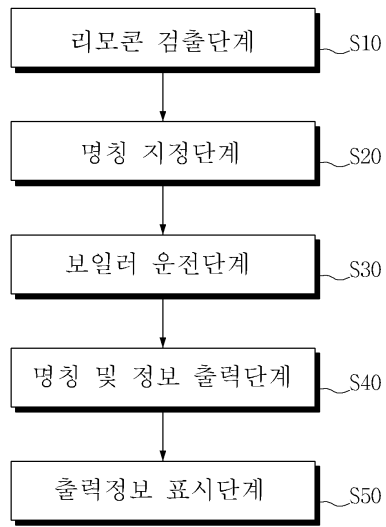 리모콘 검출단계 S10
명칭 지정단계 S20
보일러 운전단계 S30
명칭 및 정보 출력단계 S40
출력정보 표시단계 S50